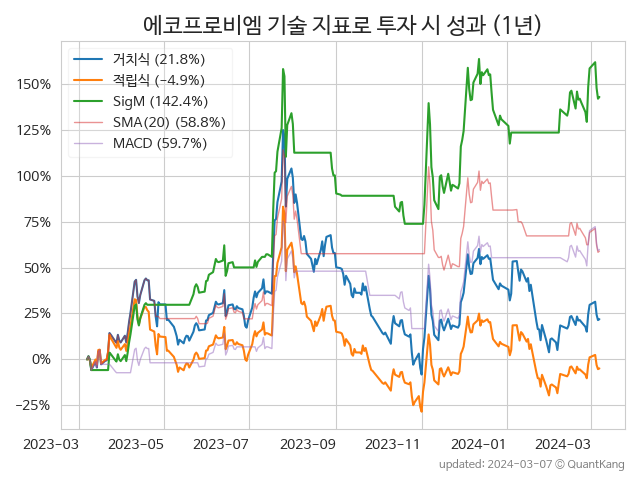 에코프로비엠 기술 지표로 투자 시 성과 (1년)
거치식 (21.8%)
적립식 (−4.9%)
SigM (142.4%)
SMA(20) (58.8%)
MACD (59.7%)
150%
125%
100%
75%
50%
25%
0%
−25%
2023-03 2023-05 2023-07 2023-09 2023-11 2024-01 2024-03
updated: 2024-03-07 © QuantKang